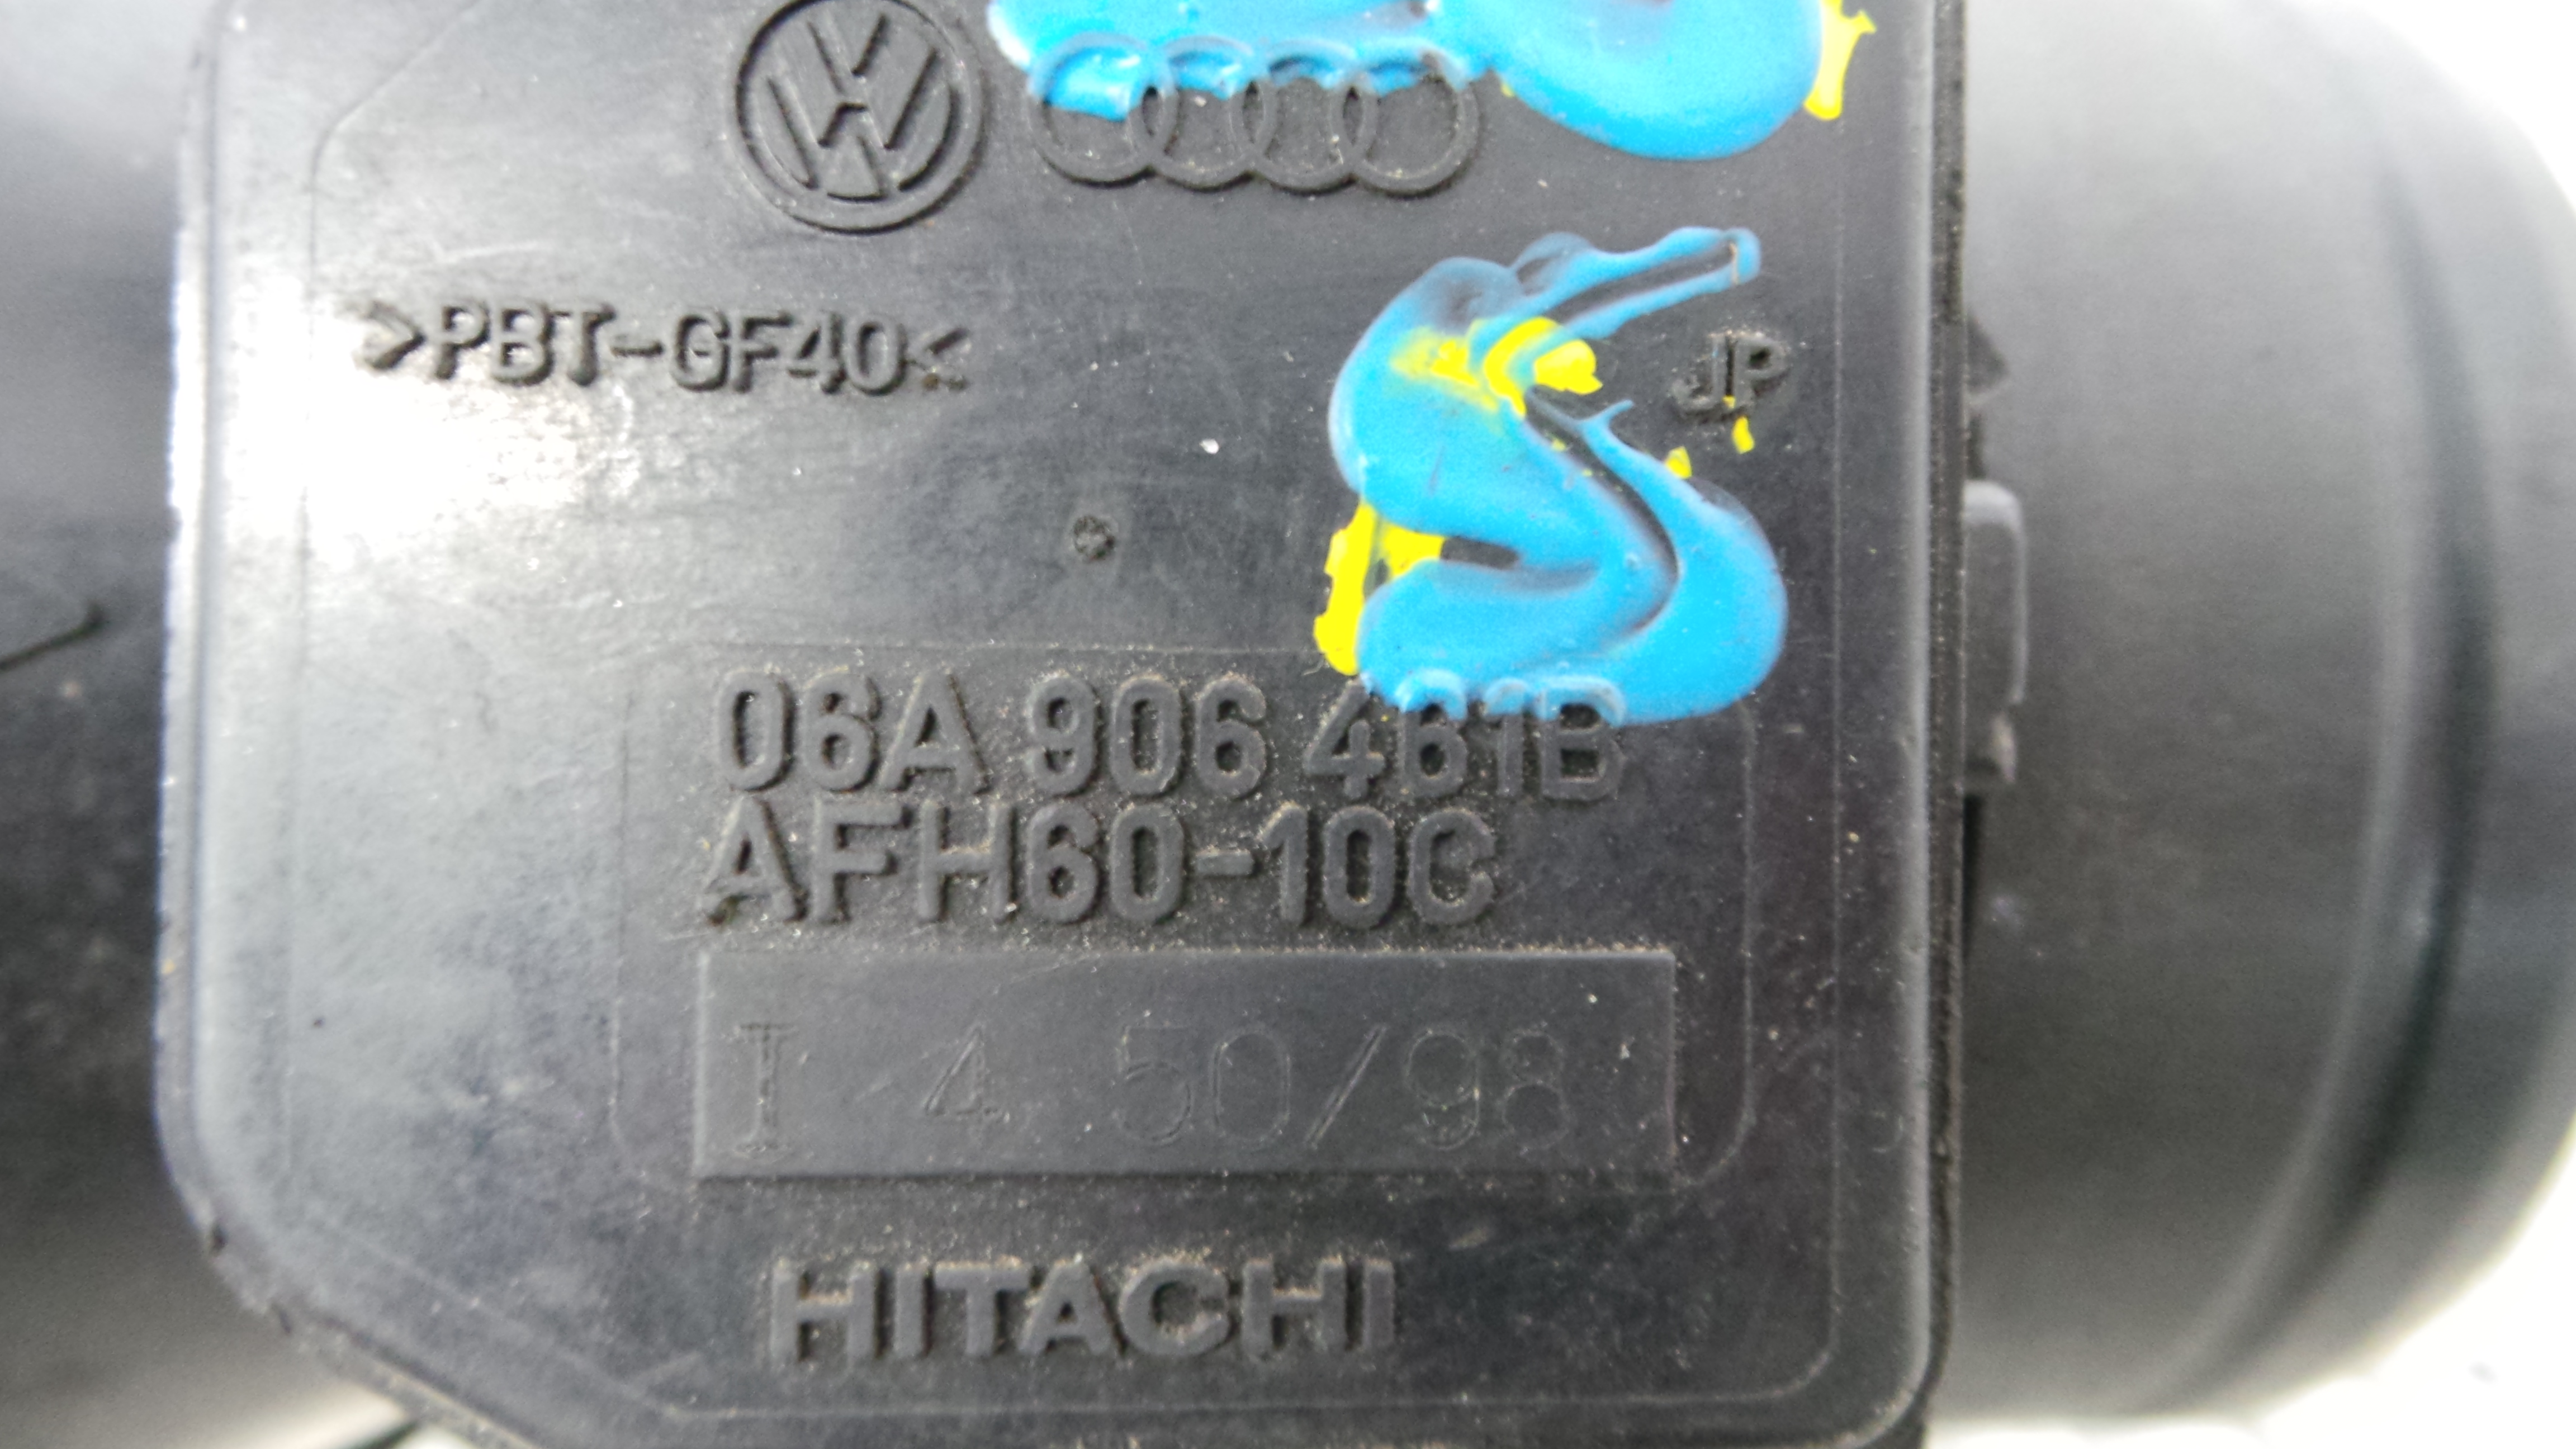 >PBT-GF40<
JP
06A 906 461B
AFH60-10C
I 4 50/98
HITACHI